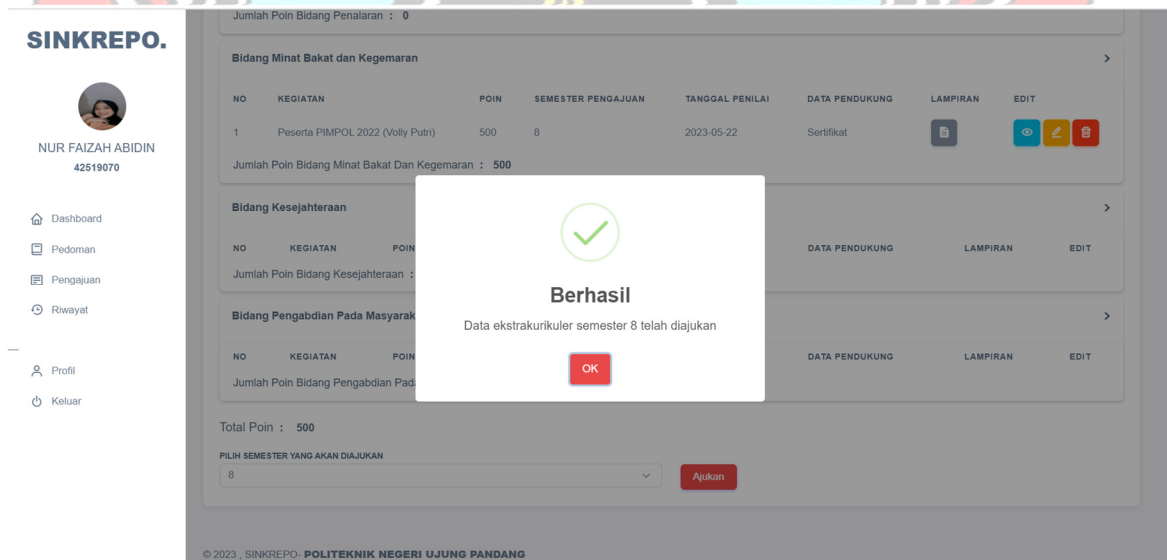 SINKREPO.
NUR FAIZAH ABIDIN
42519070
Dashboard
Pedoman
Pengajuan
Riwayat
Profil
Keluar
Jumlah Poin Bidang Penalaran : 0
Bidang Minat Bakat dan Kegemaran
NO KEGIATAN POIN SEMESTER PENGAJUAN TANGGAL PENILAI DATA PENDUKUNG LAMPIRAN EDIT
1 Peserta PIMPOL 2022 (Volly Putri) 500 8 2023-05-22 Sertifikat
Jumlah Poin Bidang Minat Bakat Dan Kegemaran : 500
Bidang Kesejahteraan
NO KEGIATAN POIN DATA PENDUKUNG LAMPIRAN EDIT
Jumlah Poin Bidang Kesejahteraan :
Bidang Pengabdian Pada Masyarak
NO KEGIATAN POIN DATA PENDUKUNG LAMPIRAN EDIT
Jumlah Poin Bidang Pengabdian Pada
Berhasil
Data ekstrakurikuler semester 8 telah diajukan
OK
Total Poin : 500
PILIH SEMESTER YANG AKAN DIAJUKAN
8
Ajukan
© 2023 , SINKREPO- POLITEKNIK NEGERI UJUNG PANDANG